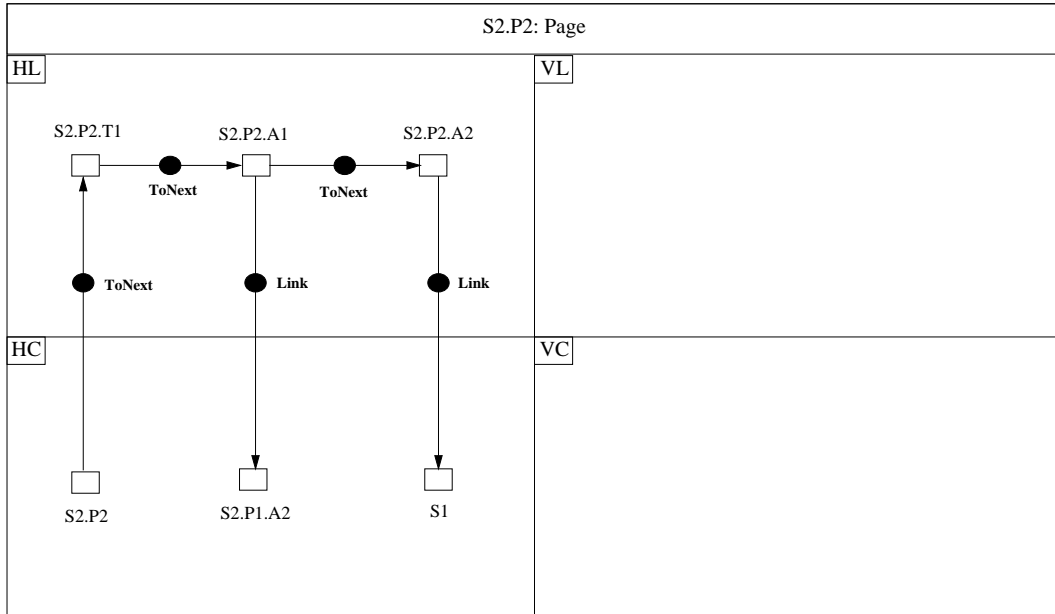 S2.P2: Page
HL
VL
S2.P2.T1
S2.P2.A1
S2.P2.A2
ToNext
ToNext
ToNext
Link
Link
HC
VC
S2.P2
S2.P1.A2
S1